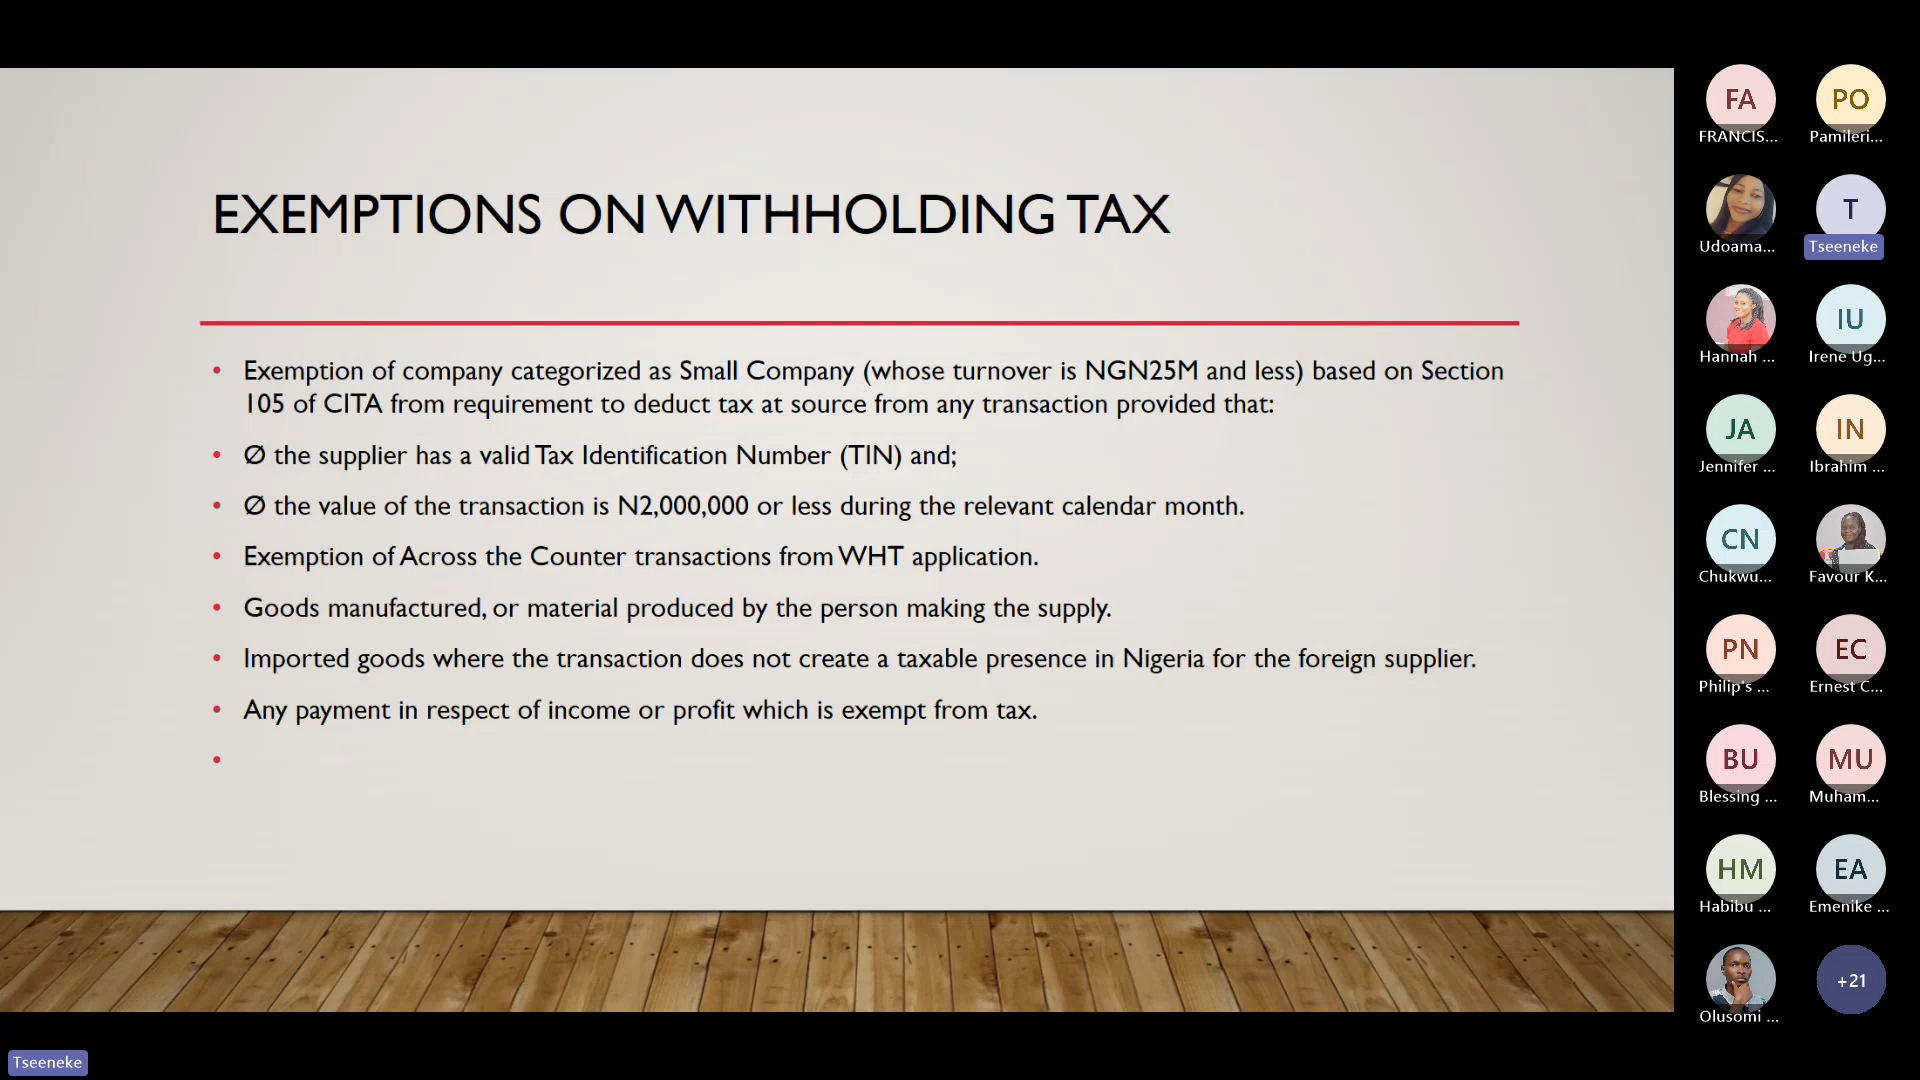 EXEMPTIONS ON WITHHOLDING TAX
• Exemption of company categorized as Small Company (whose turnover is NGN25M and less) based on Section
105 of CITA from requirement to deduct tax at source from any transaction provided that:
• Ø the supplier has a valid Tax Identification Number (TIN) and;
• Ø the value of the transaction is N2,000,000 or less during the relevant calendar month.
• Exemption of Across the Counter transactions from WHT application.
• Goods manufactured, or material produced by the person making the supply.
• Imported goods where the transaction does not create a taxable presence in Nigeria for the foreign supplier.
• Any payment in respect of income or profit which is exempt from tax.
•
FA PO
FRANCIS... Pamileri...
T
Udoama... Tseeneke
IU
Hannah ... Irene Ug...
JA IN
Jennifer ... Ibrahim ...
CN
Chukwu... Favour K...
PN EC
Philip's ... Ernest C...
BU MU
Blessing ... Muham...
HM EA
Habibu ... Emenike ...
+21
Olusomi ...
Tseeneke